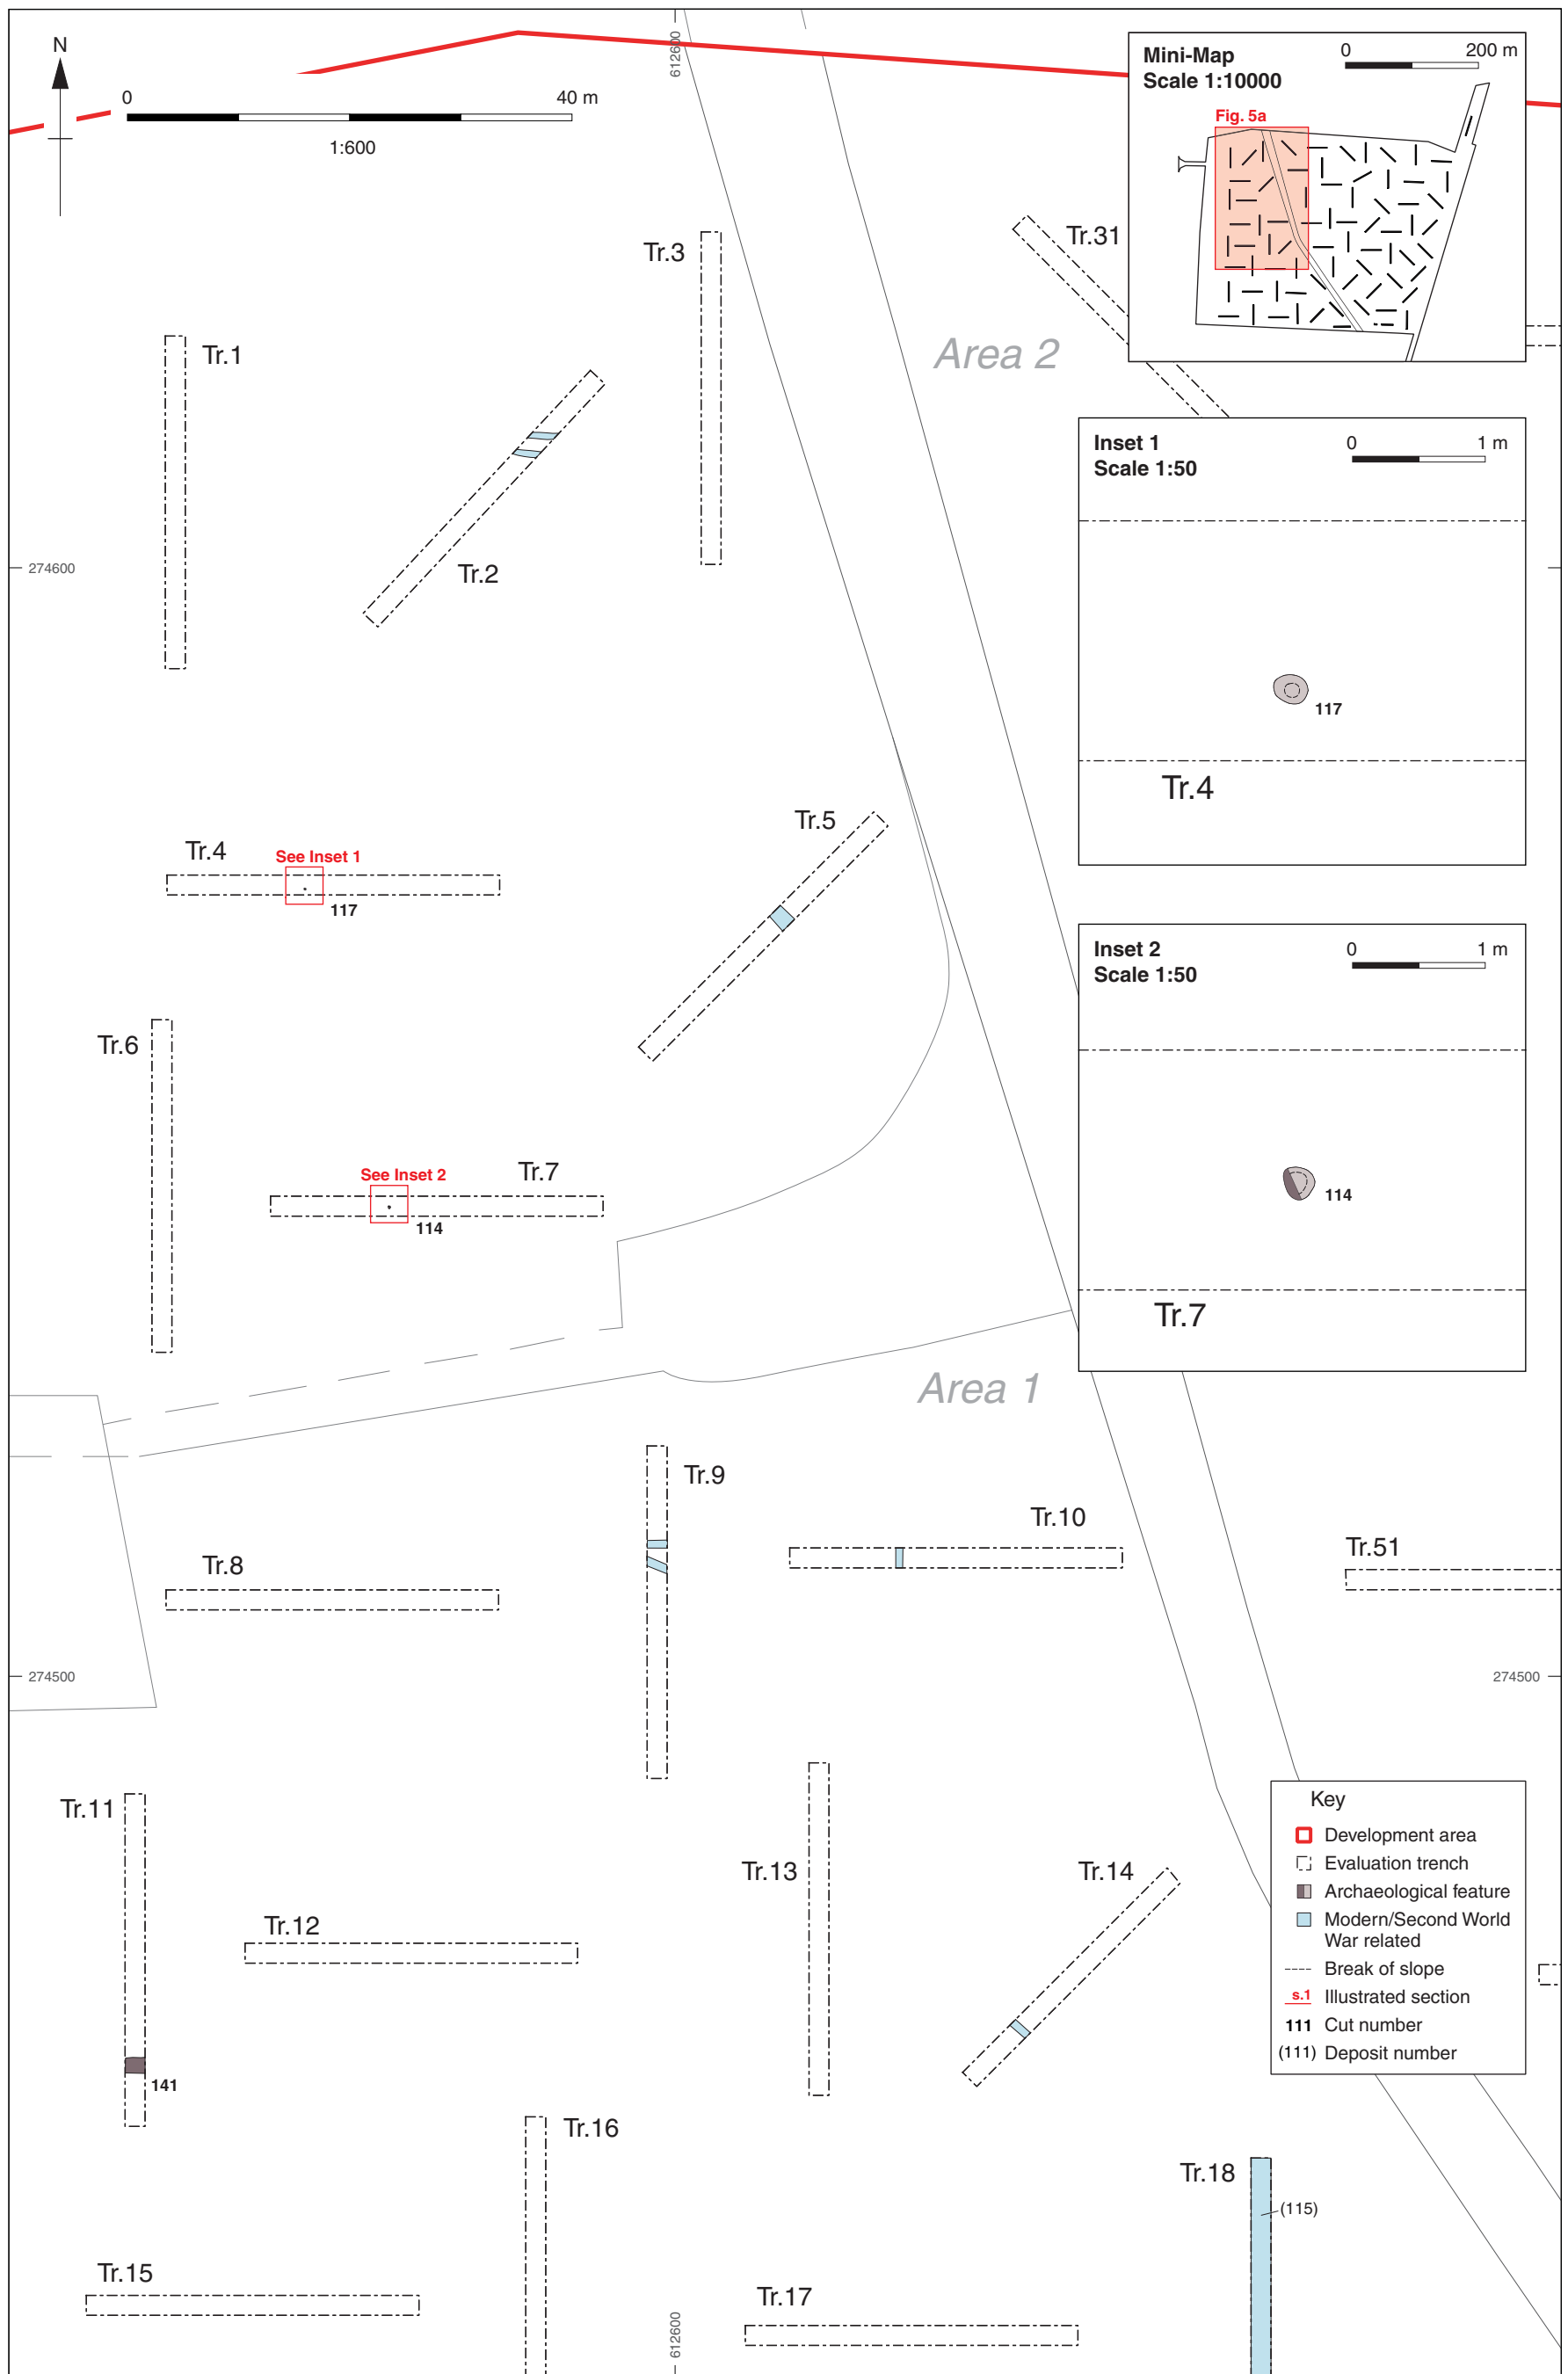 N
0 40 m
1:600
612600
Mini-Map
Scale 1:10000
0 200 m
Fig. 5a
Tr.3
Tr.31
Area 2
Tr.1
Tr.2
274600
Inset 1
Scale 1:50
0 1 m
117
Tr.4
Tr.5
Tr.4
See Inset 1
117
Inset 2
Scale 1:50
0 1 m
114
Tr.7
Tr.6
See Inset 2
Tr.7
114
Area 1
Tr.9
Tr.10
Tr.51
Tr.8
274500
274500
Tr.11
Tr.13
Tr.14
Tr.12
141
Key
Development area
Evaluation trench
Archaeological feature
Modern/Second World
War related
Break of slope
s.1 Illustrated section
111 Cut number
(111) Deposit number
Tr.16
Tr.18
(115)
Tr.15
Tr.17
612600